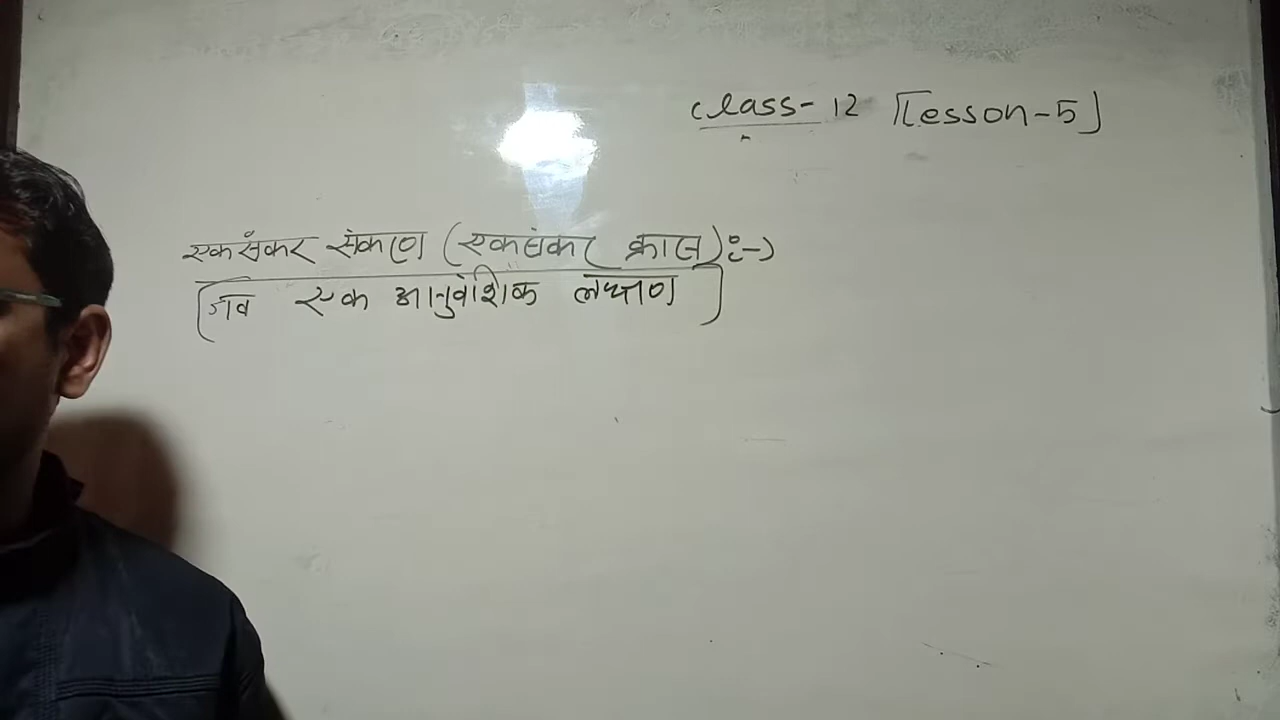 Class-12 [Lesson-5]
एकसंकर संकरण (एकसंकर क्रास):-)
जब एक आनुवंशिक लक्षण